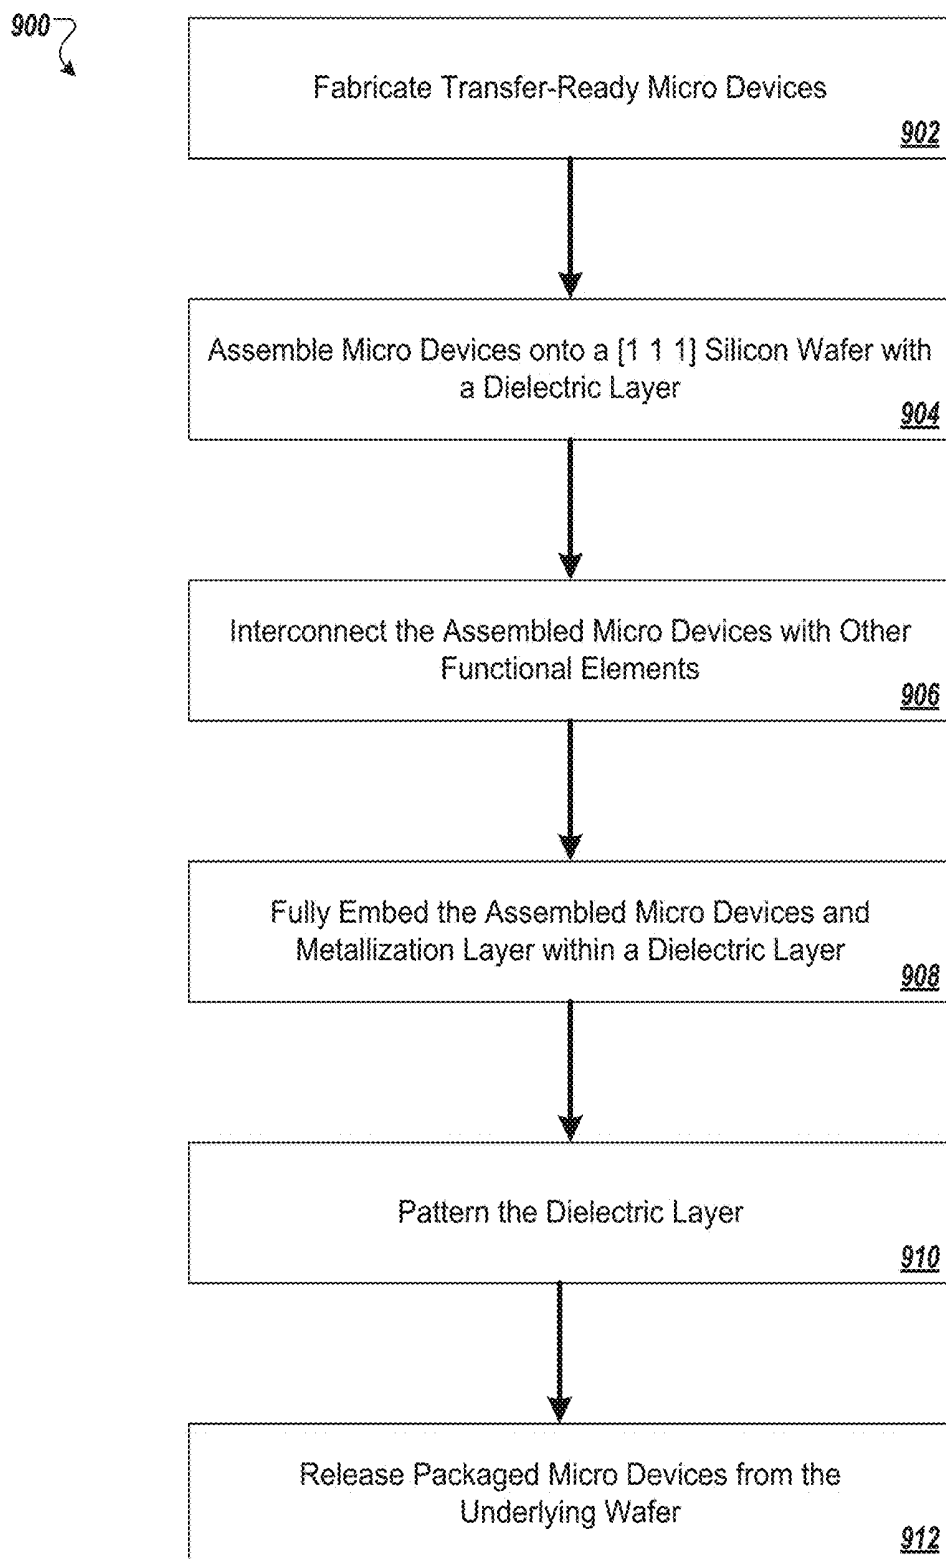 900
Fabricate Transfer-Ready Micro Devices
902
Assemble Micro Devices onto a [1 1 1] Silicon Wafer with
a Dielectric Layer
904
Interconnect the Assembled Micro Devices with Other
Functional Elements
906
Fully Embed the Assembled Micro Devices and
Metallization Layer within a Dielectric Layer
908
Pattern the Dielectric Layer
910
Release Packaged Micro Devices from the
Underlying Wafer
912